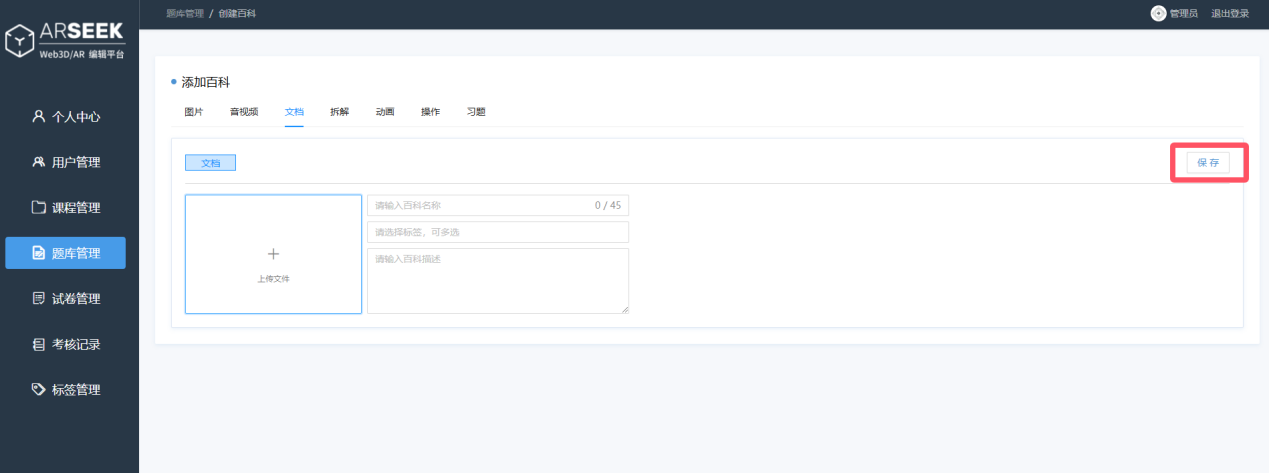 ARSEEK
Web3D/AR 编辑平台
题库管理 / 创建百科
管理员 退出登录
个人中心
用户管理
课程管理
题库管理
试卷管理
考核记录
标签管理
添加百科
图片 音视频 文档 拆解 动画 操作 习题
文档
保 存
上传文件
请输入百科名称 0 / 45
请选择标签，可多选
请输入百科描述